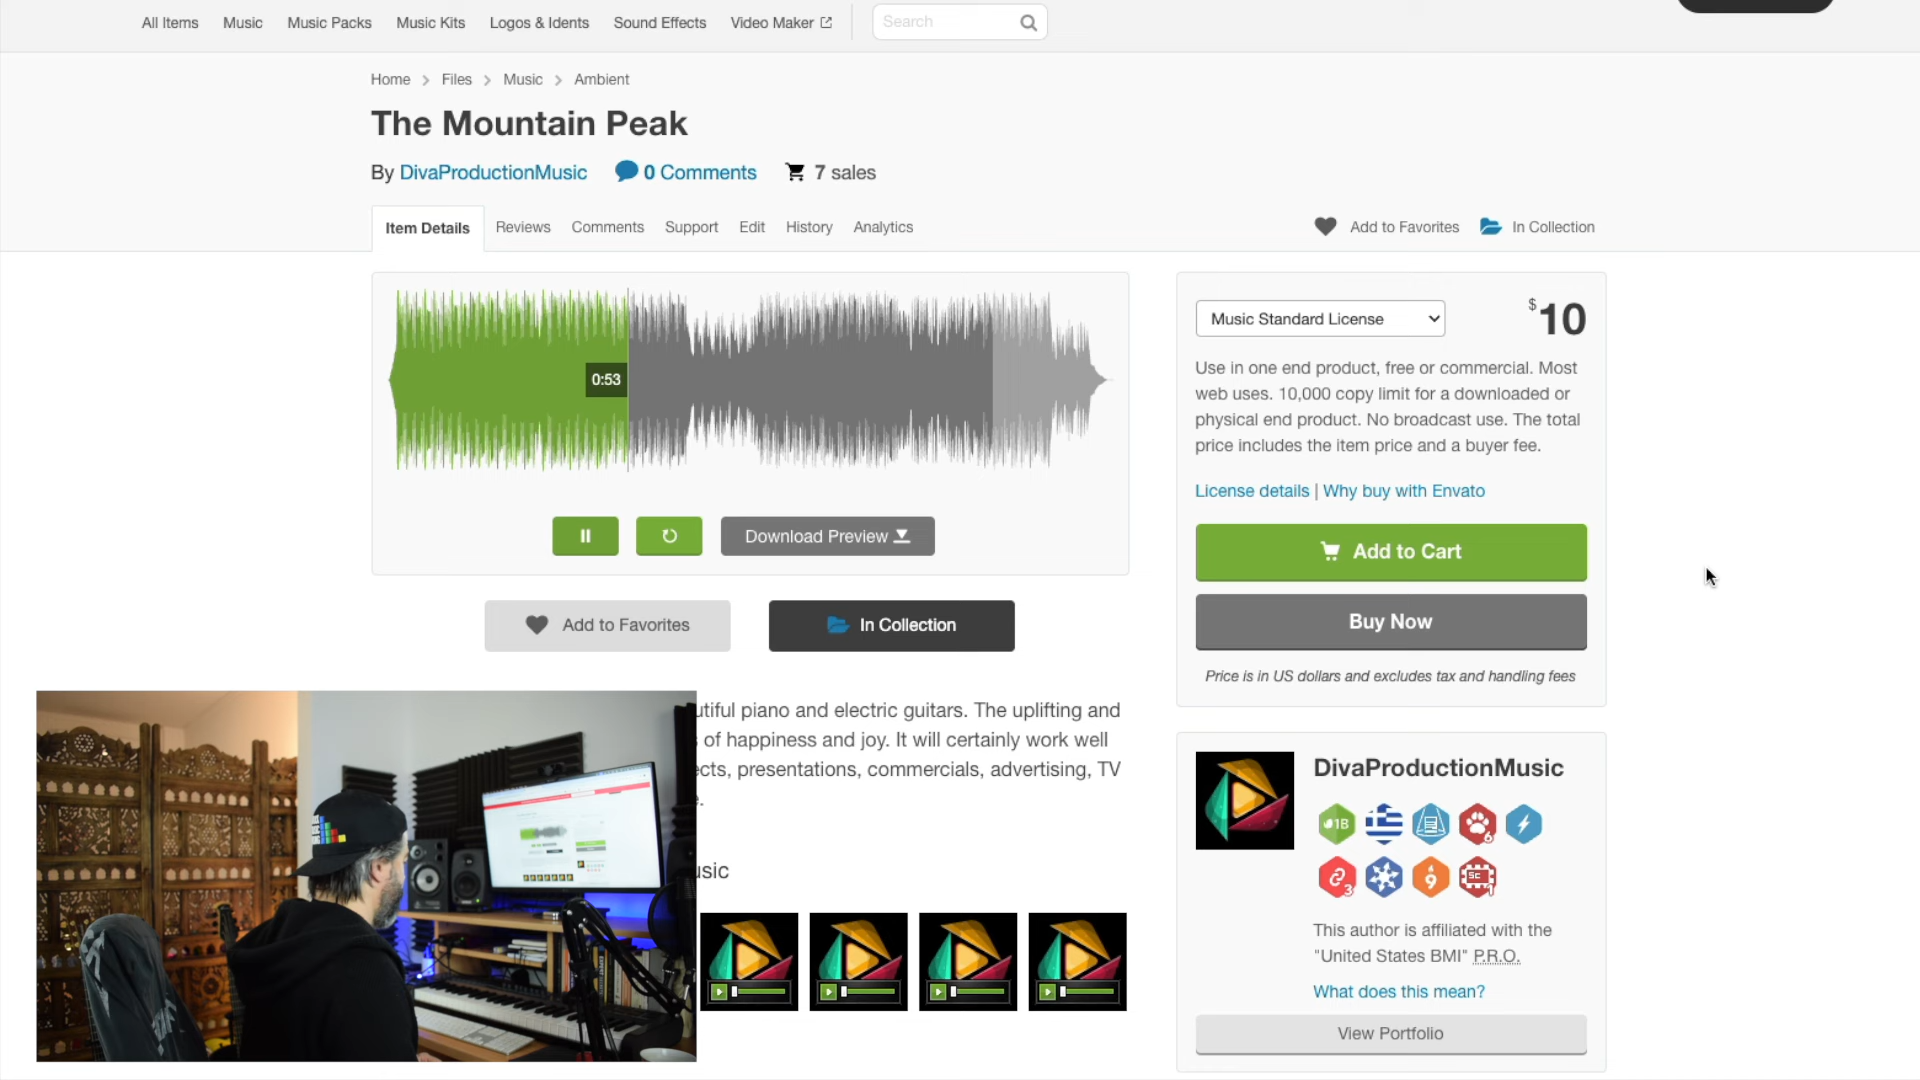 All Items Music Music Packs Music Kits Logos & Idents Sound Effects Video Maker Search
Home > Files > Music > Ambient
The Mountain Peak
By DivaProductionMusic 0 Comments 7 sales
Item Details Reviews Comments Support Edit History Analytics Add to Favorites In Collection
0:53
Download Preview
Add to Favorites In Collection
utiful piano and electric guitars. The uplifting and
of happiness and joy. It will certainly work well
ects, presentations, commercials, advertising, TV
usic
Music Standard License $10
Use in one end product, free or commercial. Most
web uses. 10,000 copy limit for a downloaded or
physical end product. No broadcast use. The total
price includes the item price and a buyer fee.
License details | Why buy with Envato
Add to Cart
Buy Now
Price is in US dollars and excludes tax and handling fees
DivaProductionMusic
1B
6
3
9
SC
1
This author is affiliated with the
"United States BMI" P.R.O.
What does this mean?
View Portfolio